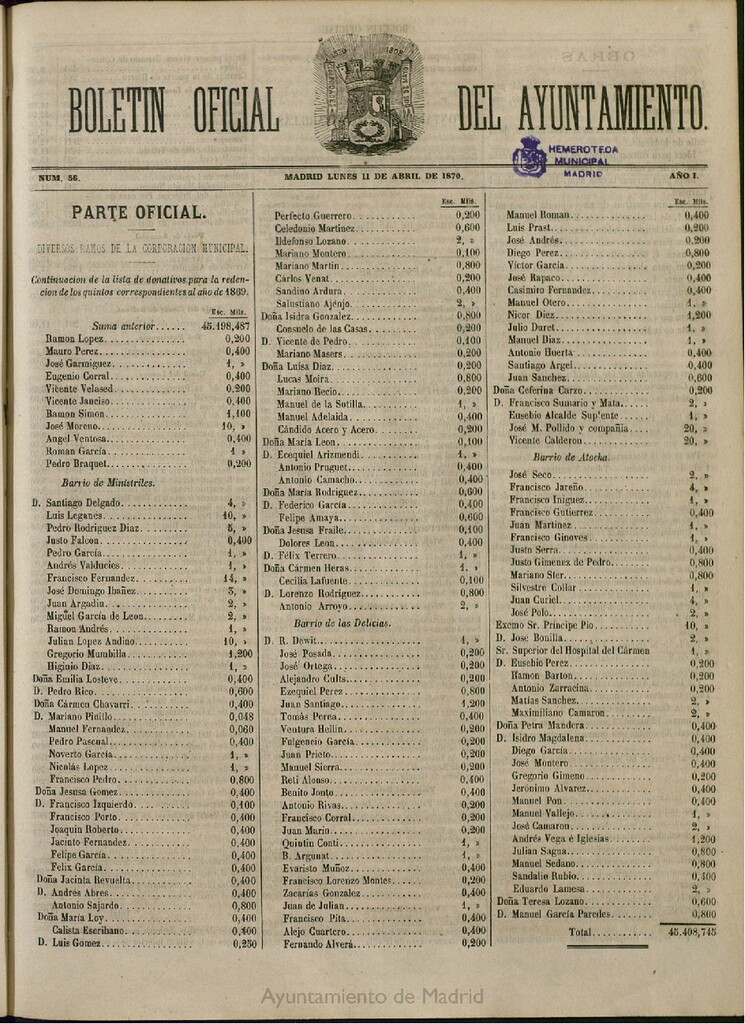 BOLETIN OFICIAL DEL AYUNTAMIENTO.
HEMEROTECA
MUNICIPAL
MADRID
NUM. 56. MADRID LUNES 11 DE ABRIL DE 1870. AÑO I.
PARTE OFICIAL.
DIVERSOS RAMOS DE LA CORPORACION MUNICIPAL.
Continuacion de la lista de donativos para la reden-
cion de los quintos correspondientes al año de 1869.
Esc. Mils.
Suma anterior...... 45.198,487
Ramon Lopez 0,200
Mauro Perez 0,400
José Garmiguez 1, »
Eugenio Corral 0,400
Vicente Velased 0,200
Vicente Janciso 0,400
Ramon Simon 1,100
José Moreno 10, »
Angel Ventosa 0,400
Roman García 1 »
Pedro Braquet 0,200
Barrio de Ministriles.
D. Santiago Delgado 4, »
Luis Leganés 10, »
Pedro Rodriguez Diaz 5, »
Justo Falcon 0,400
Pedro García 1, »
Andrés Valducios 1, »
Francisco Fernandez 14, »
José Domingo Ibañez 3, »
Juan Argadin 2, »
Miguel García de Leon 2, »
Ramon Andrés 1, »
Julian Lopez Andino 10, »
Gregorio Mumbilla 1,200
Higinio Diaz 1, »
Doña Emilia Losteve 0,400
D. Pedro Rico 0,600
Doña Cármen Chavarri 0,400
D. Mariano Pinillo 0,048
Manuel Fernandez 0,060
Pedro Pascual 0,400
Noverto García 1, »
Nicolás Lopez 1, »
Francisco Pedro 0,800
Doña Jesusa Gomez 0,400
D. Francisco Izquierdo 0,100
Francisco Porto 0,400
Joaquin Roberto 0,400
Jacinto Fernandez 0,400
Felipe García 0,400
Felix García 0,400
Doña Jacinta Revuelta 0,400
D. Andrés Abres 0,400
Antonio Sajardo 0,800
Doña María Loy 0,400
Calista Escribano 0,400
D. Luis Gomez 0,250
Esc. Mils.
Perfecto Guerrero 0,200
Celedonio Martinez 0,600
Ildefonso Lozano 2, »
Mariano Montero 0,100
Mariano Martin 0,800
Cárlos Venat 0,200
Sandino Ardura 0,400
Salustiano Ajénjo 2, »
Doña Isidra Gonzalez 0,800
Consuelo de las Casas 0,200
D. Vicente de Pedro 0,100
Mariano Masers 0,200
Doña Luisa Diaz 0,200
Lucas Moira 0,800
Mariano Recio 0,200
Manuel de la Sotilla 1, »
Manuel Adelaida 0,400
Cándido Acero y Acero 0,200
Doña María Leon 0,100
D. Ecequiel Arizmendi 1, »
Antonio Pruguet 0,400
Antonio Camacho 0,400
Doña María Rodriguez 0,600
D. Federico García 0,400
Felipe Amaya 0,600
Doña Jesusa Fraile 0,100
Dolores Leon 0,400
D. Félix Terrero 1, »
Doña Cármen Heras 1, »
Cecilia Lafuente 0,100
D. Lorenzo Rodriguez 0,800
Antonio Arroyo 2, »
Barrio de las Delicias.
D. R. Dewit 1, »
José Posada 0,200
José Ortega 0,200
Alejandro Cults 0,200
Ezequiel Perez 0,800
Juan Santiago 1,200
Tomás Perea 0,400
Ventura Hellin 0,200
Fulgencio García 0,200
Juan Prieto 0,200
Manuel Sierra 0,200
Reti Alonso 0,400
Benito Jonto 0,400
Antonio Rivas 0,200
Francisco Corral 0,200
Juan Marin 0,200
Quintin Conti 1, »
B. Argunat 1, »
Evaristo Muñoz 0,400
Francisco Lorenzo Montes 0,200
Zacarías Gonzalez 0,400
Juan de Julian 1, »
Francisco Pita 0,400
Alejo Cuartero 0,400
Fernando Alverá 0,200
Esc. Mils.
Manuel Roman 0,400
Luis Prast 0,200
José Andrés 0,200
Diego Perez 0,800
Victor García 0,200
José Rapaco 0,400
Casimiro Fernandez 0,400
Manuel Otero 1, »
Nicor Diez 1,200
Julio Duret 1, »
Manuel Diaz 1, »
Antonio Huerta 0,400
Santiago Argel 0,400
Juan Sanchez 0,600
Doña Ceferina Carzo 0,200
D. Francisco Sumario y Mata 2, »
Eusebio Alcalde Sup'ente 1, »
José M. Pollido y compañía 20, »
Vicente Calderon 20, »
Barrio de Atocha.
José Seco 2, »
Francisco Jareño 4, »
Francisco Iniguez 1, »
Francisco Gutierrez 0,400
Juan Martinez 1, »
Francisco Ginoves 1, »
Justo Serra 0,400
Justo Gimenez de Pedro 0,800
Mariano Ster 0,800
Silvestre Collar 1, »
Juan Curiel 4, »
José Polo 2, »
Excmo Sr. Príncipe Pio 10, »
D. José Bonilla 2, »
Sr. Superior del Hospital del Cármen 1, »
D. Eusebio Perez 0,200
Ramon Barton 0,200
Antonio Zarracina 0,200
Matías Sanchez 2, »
Maximiliano Camaron 2, »
Doña Petra Mandera 0,400
D. Isidro Magdalena 0,400
Diego García 0,400
José Montero 0,400
Gregorio Gimeno 0,200
Jerónimo Alvarez 0,400
Manuel Pon 0,400
Manuel Vallejo 1, »
José Camaron 2, »
Andrés Vega é Iglesias 1,200
Julian Sagua 0,800
Manuel Sedano 0,800
Sandalio Rubio 0,400
Eduardo Lamesa 2, »
Doña Teresa Lozano 0,600
D. Manuel García Paredes 0,800
Total 45.408,745
Ayuntamiento de Madrid